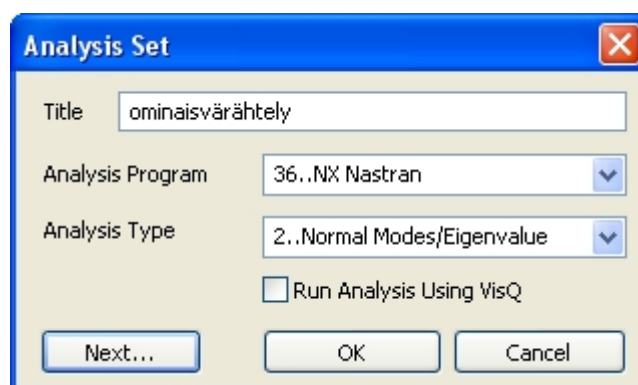 Analysis Set
Title ominaisvärähtely
Analysis Program 36..NX Nastran
Analysis Type 2..Normal Modes/Eigenvalue
Run Analysis Using VisQ
Next... OK Cancel